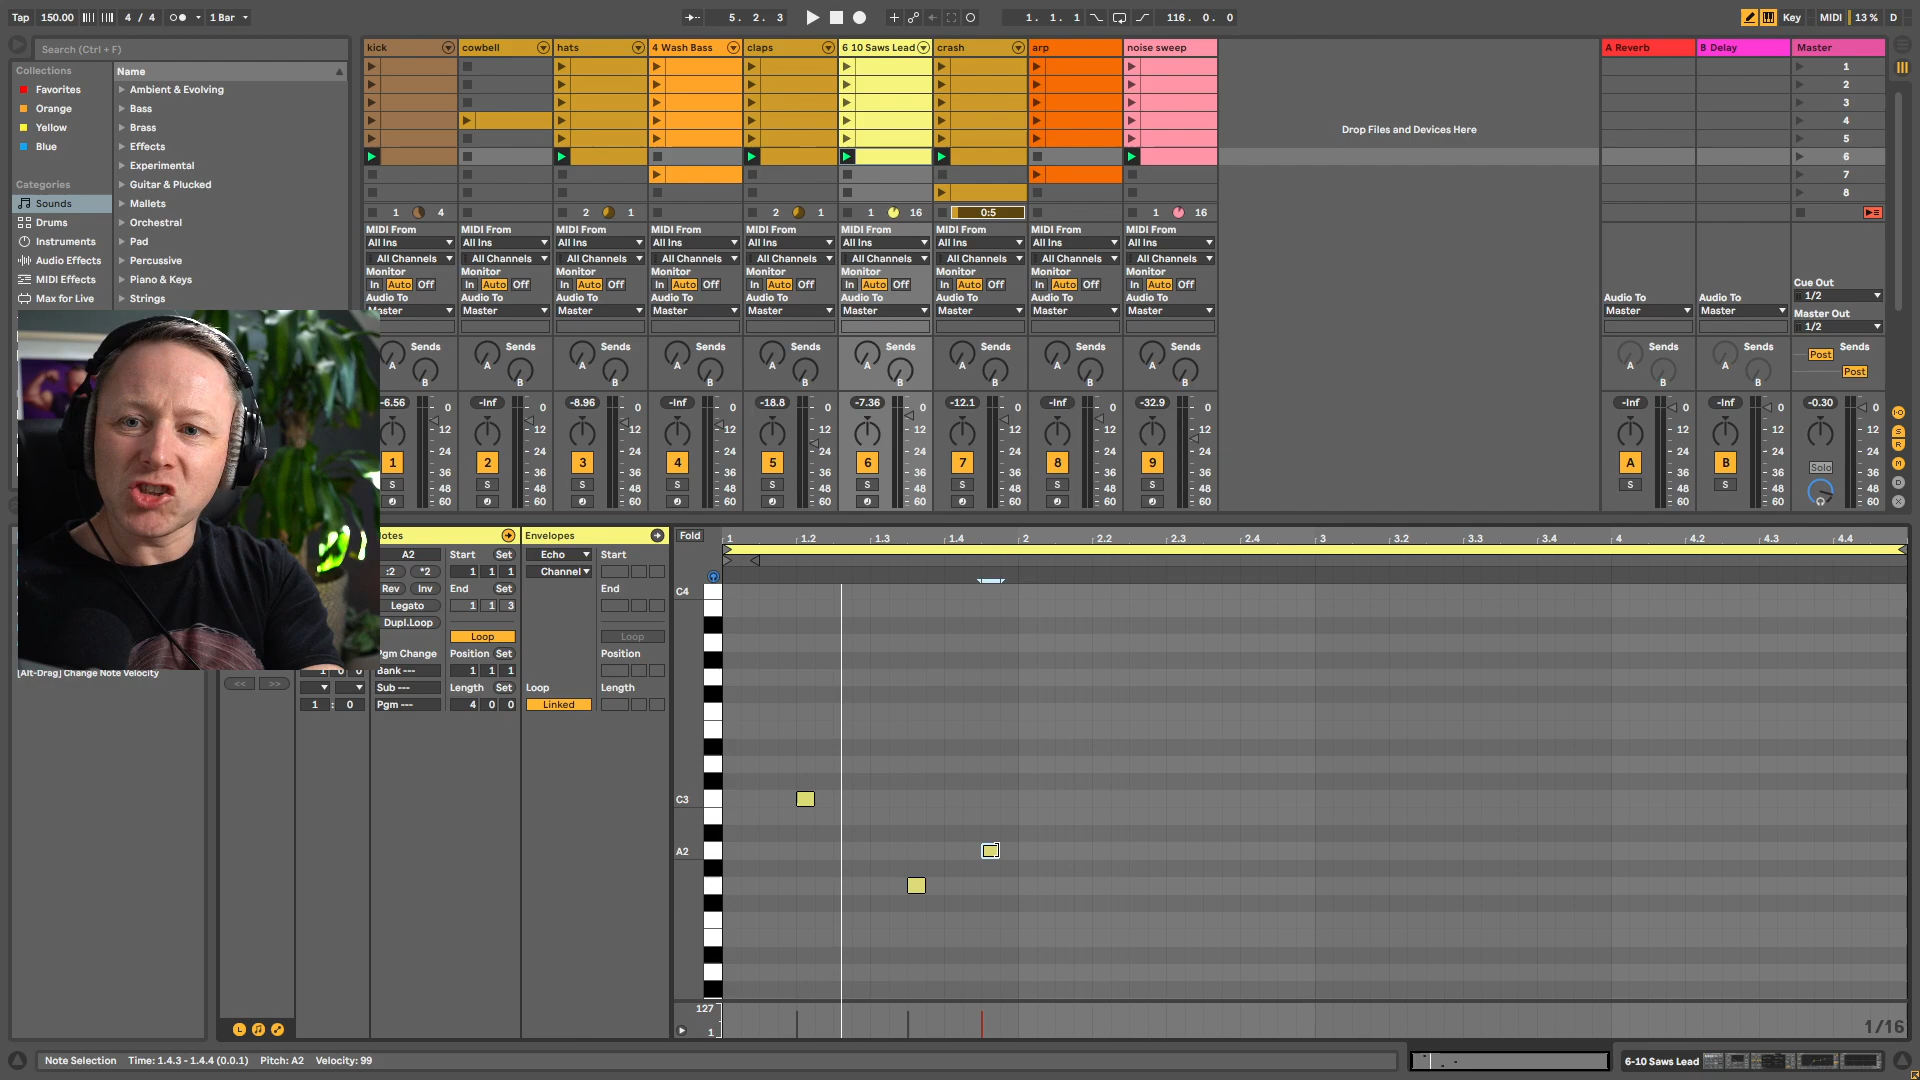 Tap 150.00 4 / 4 1 Bar 5. 2. 3 1. 1. 1 116. 0. 0 Key MIDI 13 % D
Search (Ctrl + F)
Collections
Favorites
Orange
Yellow
Blue
Categories
Sounds
Drums
Instruments
Audio Effects
MIDI Effects
Max for Live
Name
Ambient & Evolving
Bass
Brass
Effects
Experimental
Guitar & Plucked
Mallets
Orchestral
Pad
Percussive
Piano & Keys
Strings
kick cowbell hats 4 Wash Bass claps 6 10 Saws Lead crash arp noise sweep A Reverb B Delay Master
1
2
3
4
5
6
7
8
Drop Files and Devices Here
1 4 2 1 2 1 1 16 0:5 1 16
MIDI From MIDI From MIDI From MIDI From MIDI From MIDI From MIDI From MIDI From MIDI From
All Ins All Ins All Ins All Ins All Ins All Ins All Ins All Ins All Ins
All Channels All Channels All Channels All Channels All Channels All Channels All Channels All Channels All Channels
Monitor Monitor Monitor Monitor Monitor Monitor Monitor Monitor Monitor
In Auto Off In Auto Off In Auto Off In Auto Off In Auto Off In Auto Off In Auto Off In Auto Off In Auto Off
Audio To Audio To Audio To Audio To Audio To Audio To Audio To Audio To Audio To Audio To Audio To
Master Master Master Master Master Master Master Master Master Master Master
Cue Out
1/2
Master Out
1/2
Sends Sends Sends Sends Sends Sends Sends Sends Sends Sends Sends Post Sends
A A A A A A A A A A A
B B B B B B B B B B B Post
-6.56 -Inf -8.96 -Inf -18.8 -7.36 -12.1 -Inf -32.9 -Inf -Inf -0.30
0 0 0 0 0 0 0 0 0 0 0 0
12 12 12 12 12 12 12 12 12 12 12 12
24 24 24 24 24 24 24 24 24 24 24 24
1 2 3 4 5 6 7 8 9 A B Solo
36 36 36 36 36 36 36 36 36 36 36 36
S S S S S S S S S S S
48 48 48 48 48 48 48 48 48 48 48 48
60 60 60 60 60 60 60 60 60 60 60 60
I·O
S
R
M
D
X
otes
A2 Start Set
:2 *2 1 1 1
Rev Inv End Set
Legato 1 1 3
Dupl.Loop
Loop
Pgm Change Position Set
Bank --- 1 1 1
Sub --- Length Set
Pgm --- 4 0 0
1 : 0
<< >>
Envelopes
Echo Start
Channel
End
Loop
Position
Loop Length
Linked
Fold 1 1.2 1.3 1.4 2 2.2 2.3 2.4 3 3.2 3.3 3.4 4 4.2 4.3 4.4
C4
C3
A2
127
1
1/16
[Alt-Drag] Change Note Velocity
L
Note Selection Time: 1.4.3 - 1.4.4 (0.0.1) Pitch: A2 Velocity: 99
6-10 Saws Lead